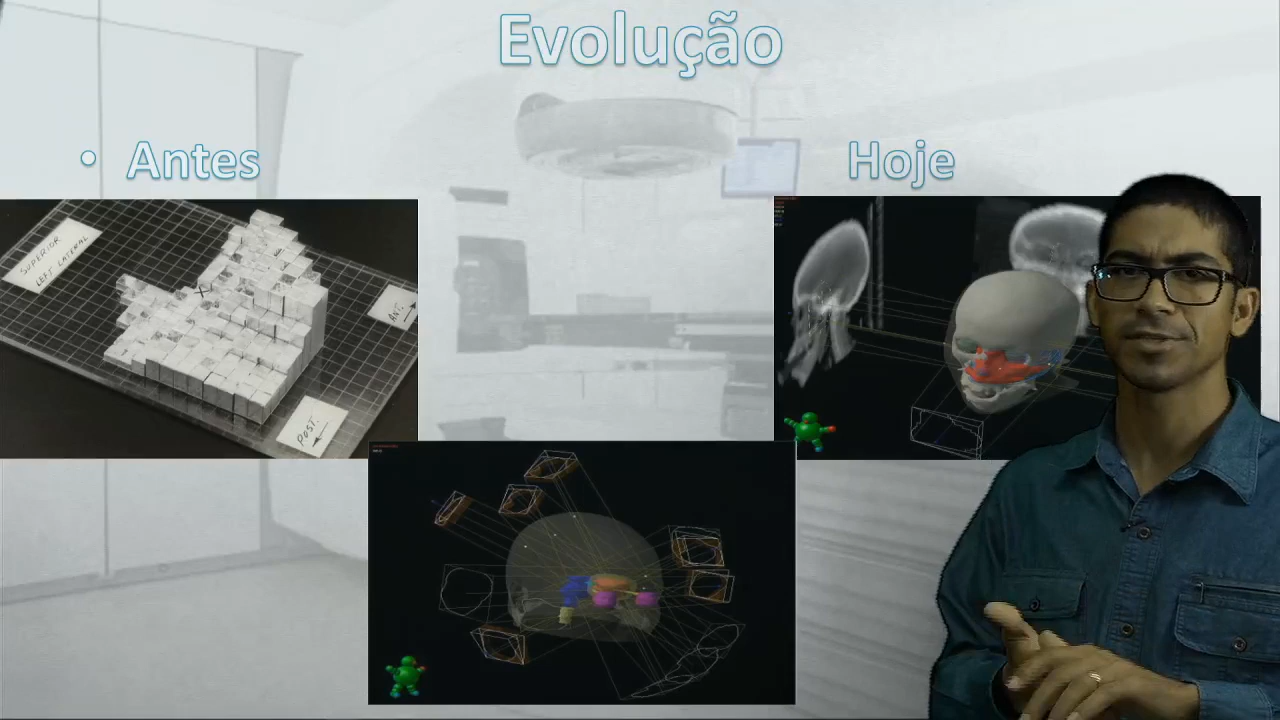 Evolução
• Antes
Hoje
SUPERIOR
LEFT LATERAL
ANT.
POST.